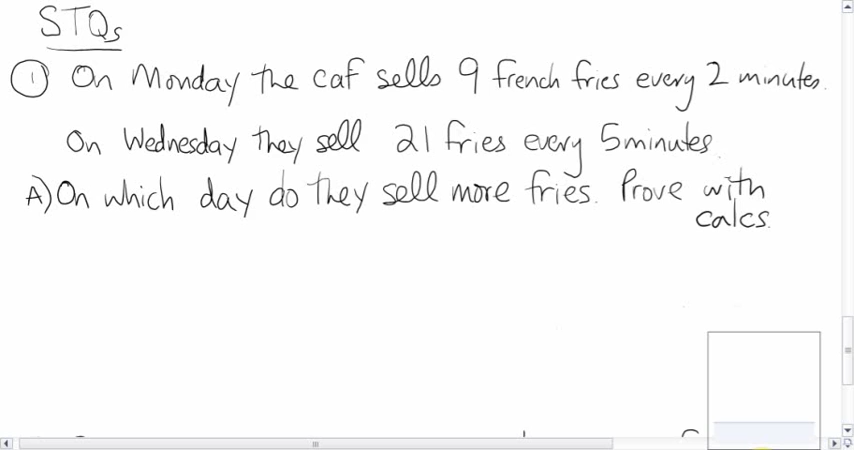 STQs
① On Monday the caf sells 9 french fries every 2 minutes.
On Wednesday they sell 21 fries every 5 minutes.
A) On which day do they sell more fries. Prove with
calcs.